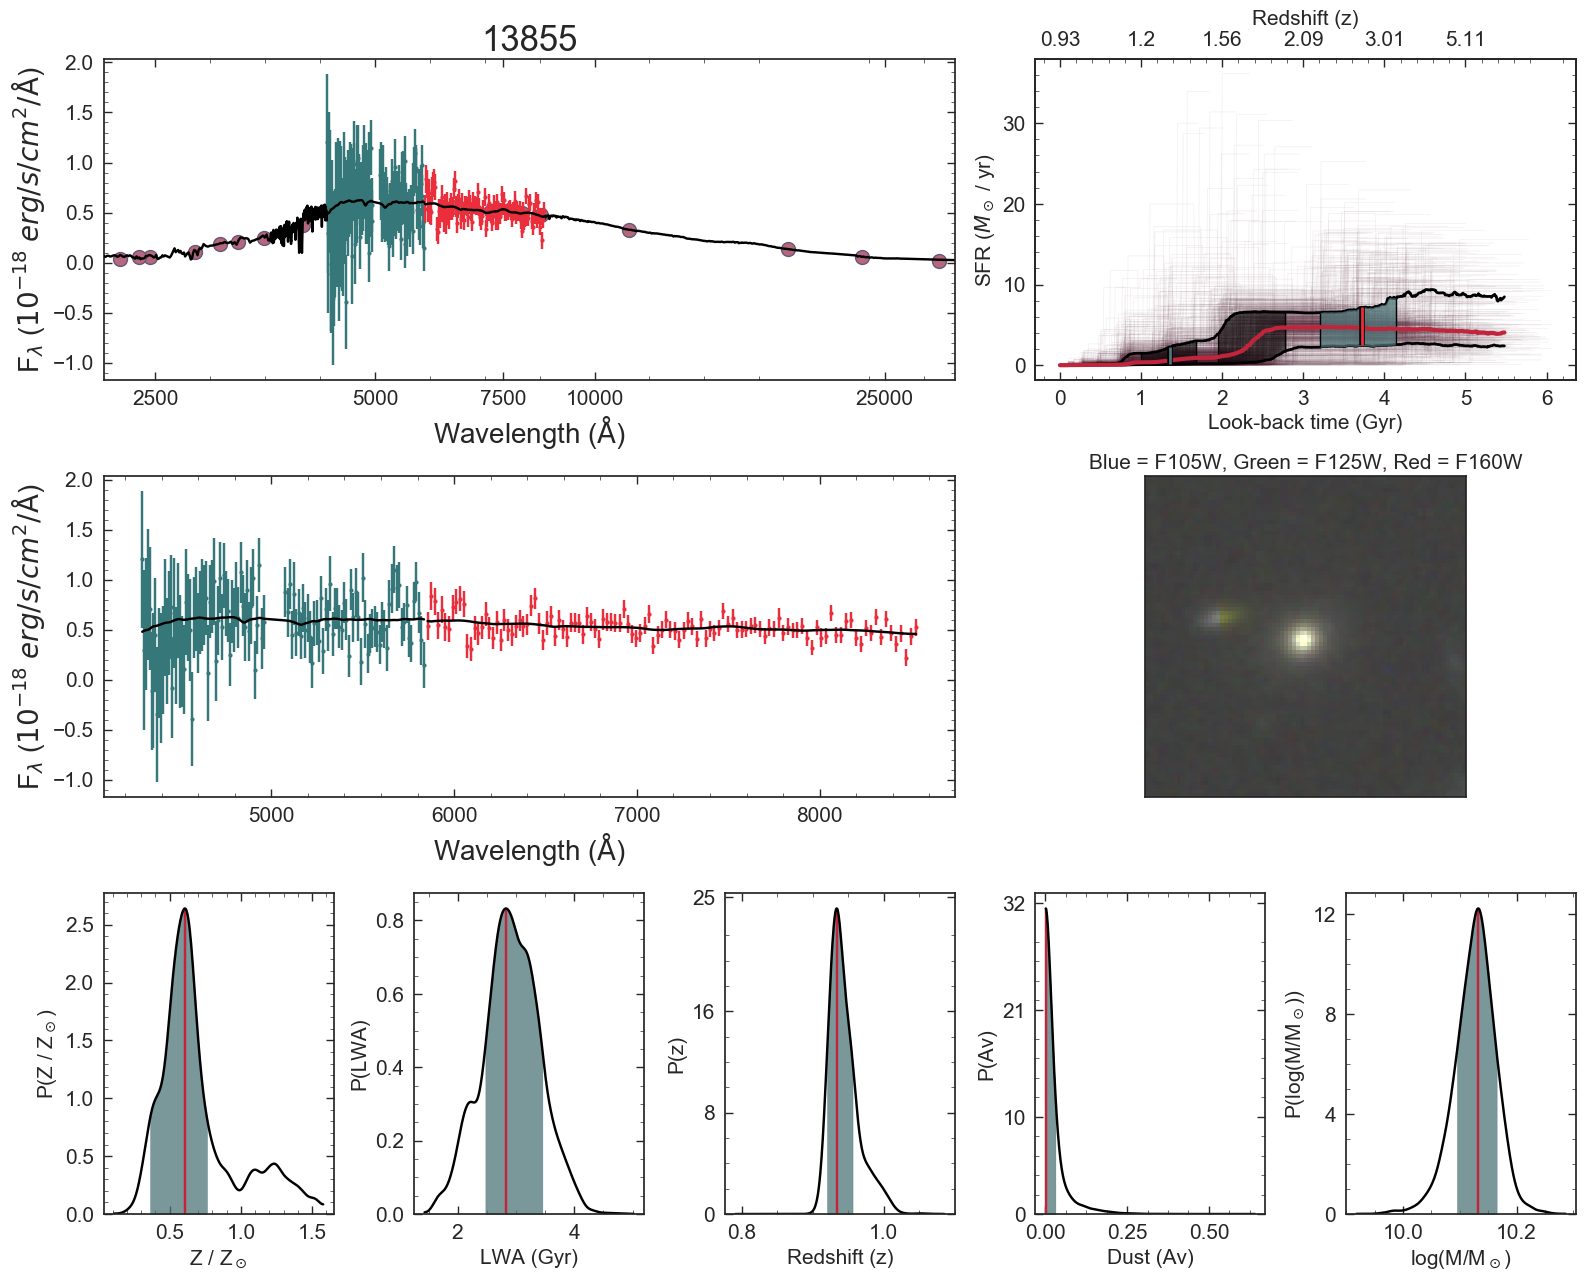 13855
2.0
1.5
1.0
0.5
0.0
−0.5
−1.0
Fλ (10⁻¹⁸ erg/s/cm²/Å)
2500 5000 7500 10000 25000
Wavelength (Å)
Redshift (z)
0.93 1.2 1.56 2.09 3.01 5.11
30
20
10
0
SFR (M⊙ / yr)
0 1 2 3 4 5 6
Look-back time (Gyr)
2.0
1.5
1.0
0.5
0.0
−0.5
−1.0
Fλ (10⁻¹⁸ erg/s/cm²/Å)
5000 6000 7000 8000
Wavelength (Å)
Blue = F105W, Green = F125W, Red = F160W
2.5
2.0
1.5
1.0
0.5
0.0
P(Z / Z⊙)
0.5 1.0 1.5
Z / Z⊙
0.8
0.6
0.4
0.2
0.0
P(LWA)
2 4
LWA (Gyr)
25
16
8
0
P(z)
0.8 1.0
Redshift (z)
32
21
10
0
P(Av)
0.00 0.25 0.50
Dust (Av)
12
8
4
0
P(log(M/M⊙))
10.0 10.2
log(M/M⊙)